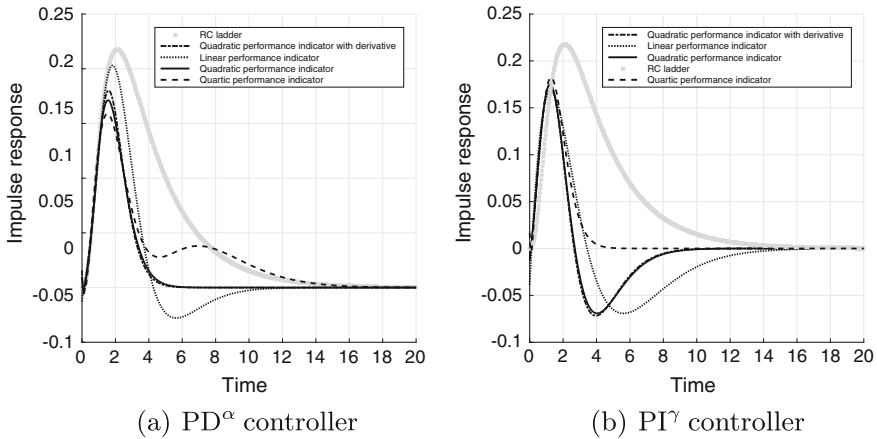 0.25
0.2
0.15
0.1
0.05
0
-0.05
-0.1
Impulse response
RC ladder
Quadratic performance indicator with derivative
Linear performance indicator
Quadratic performance indicator
Quartic performance indicator
0 2 4 6 8 10 12 14 16 18 20
Time
(a) PD^α controller
0.25
0.2
0.15
0.1
0.05
0
-0.05
-0.1
Impulse response
Quadratic performance indicator with derivative
Linear performance indicator
Quadratic performance indicator
RC ladder
Quartic performance indicator
0 2 4 6 8 10 12 14 16 18 20
Time
(b) PI^γ controller